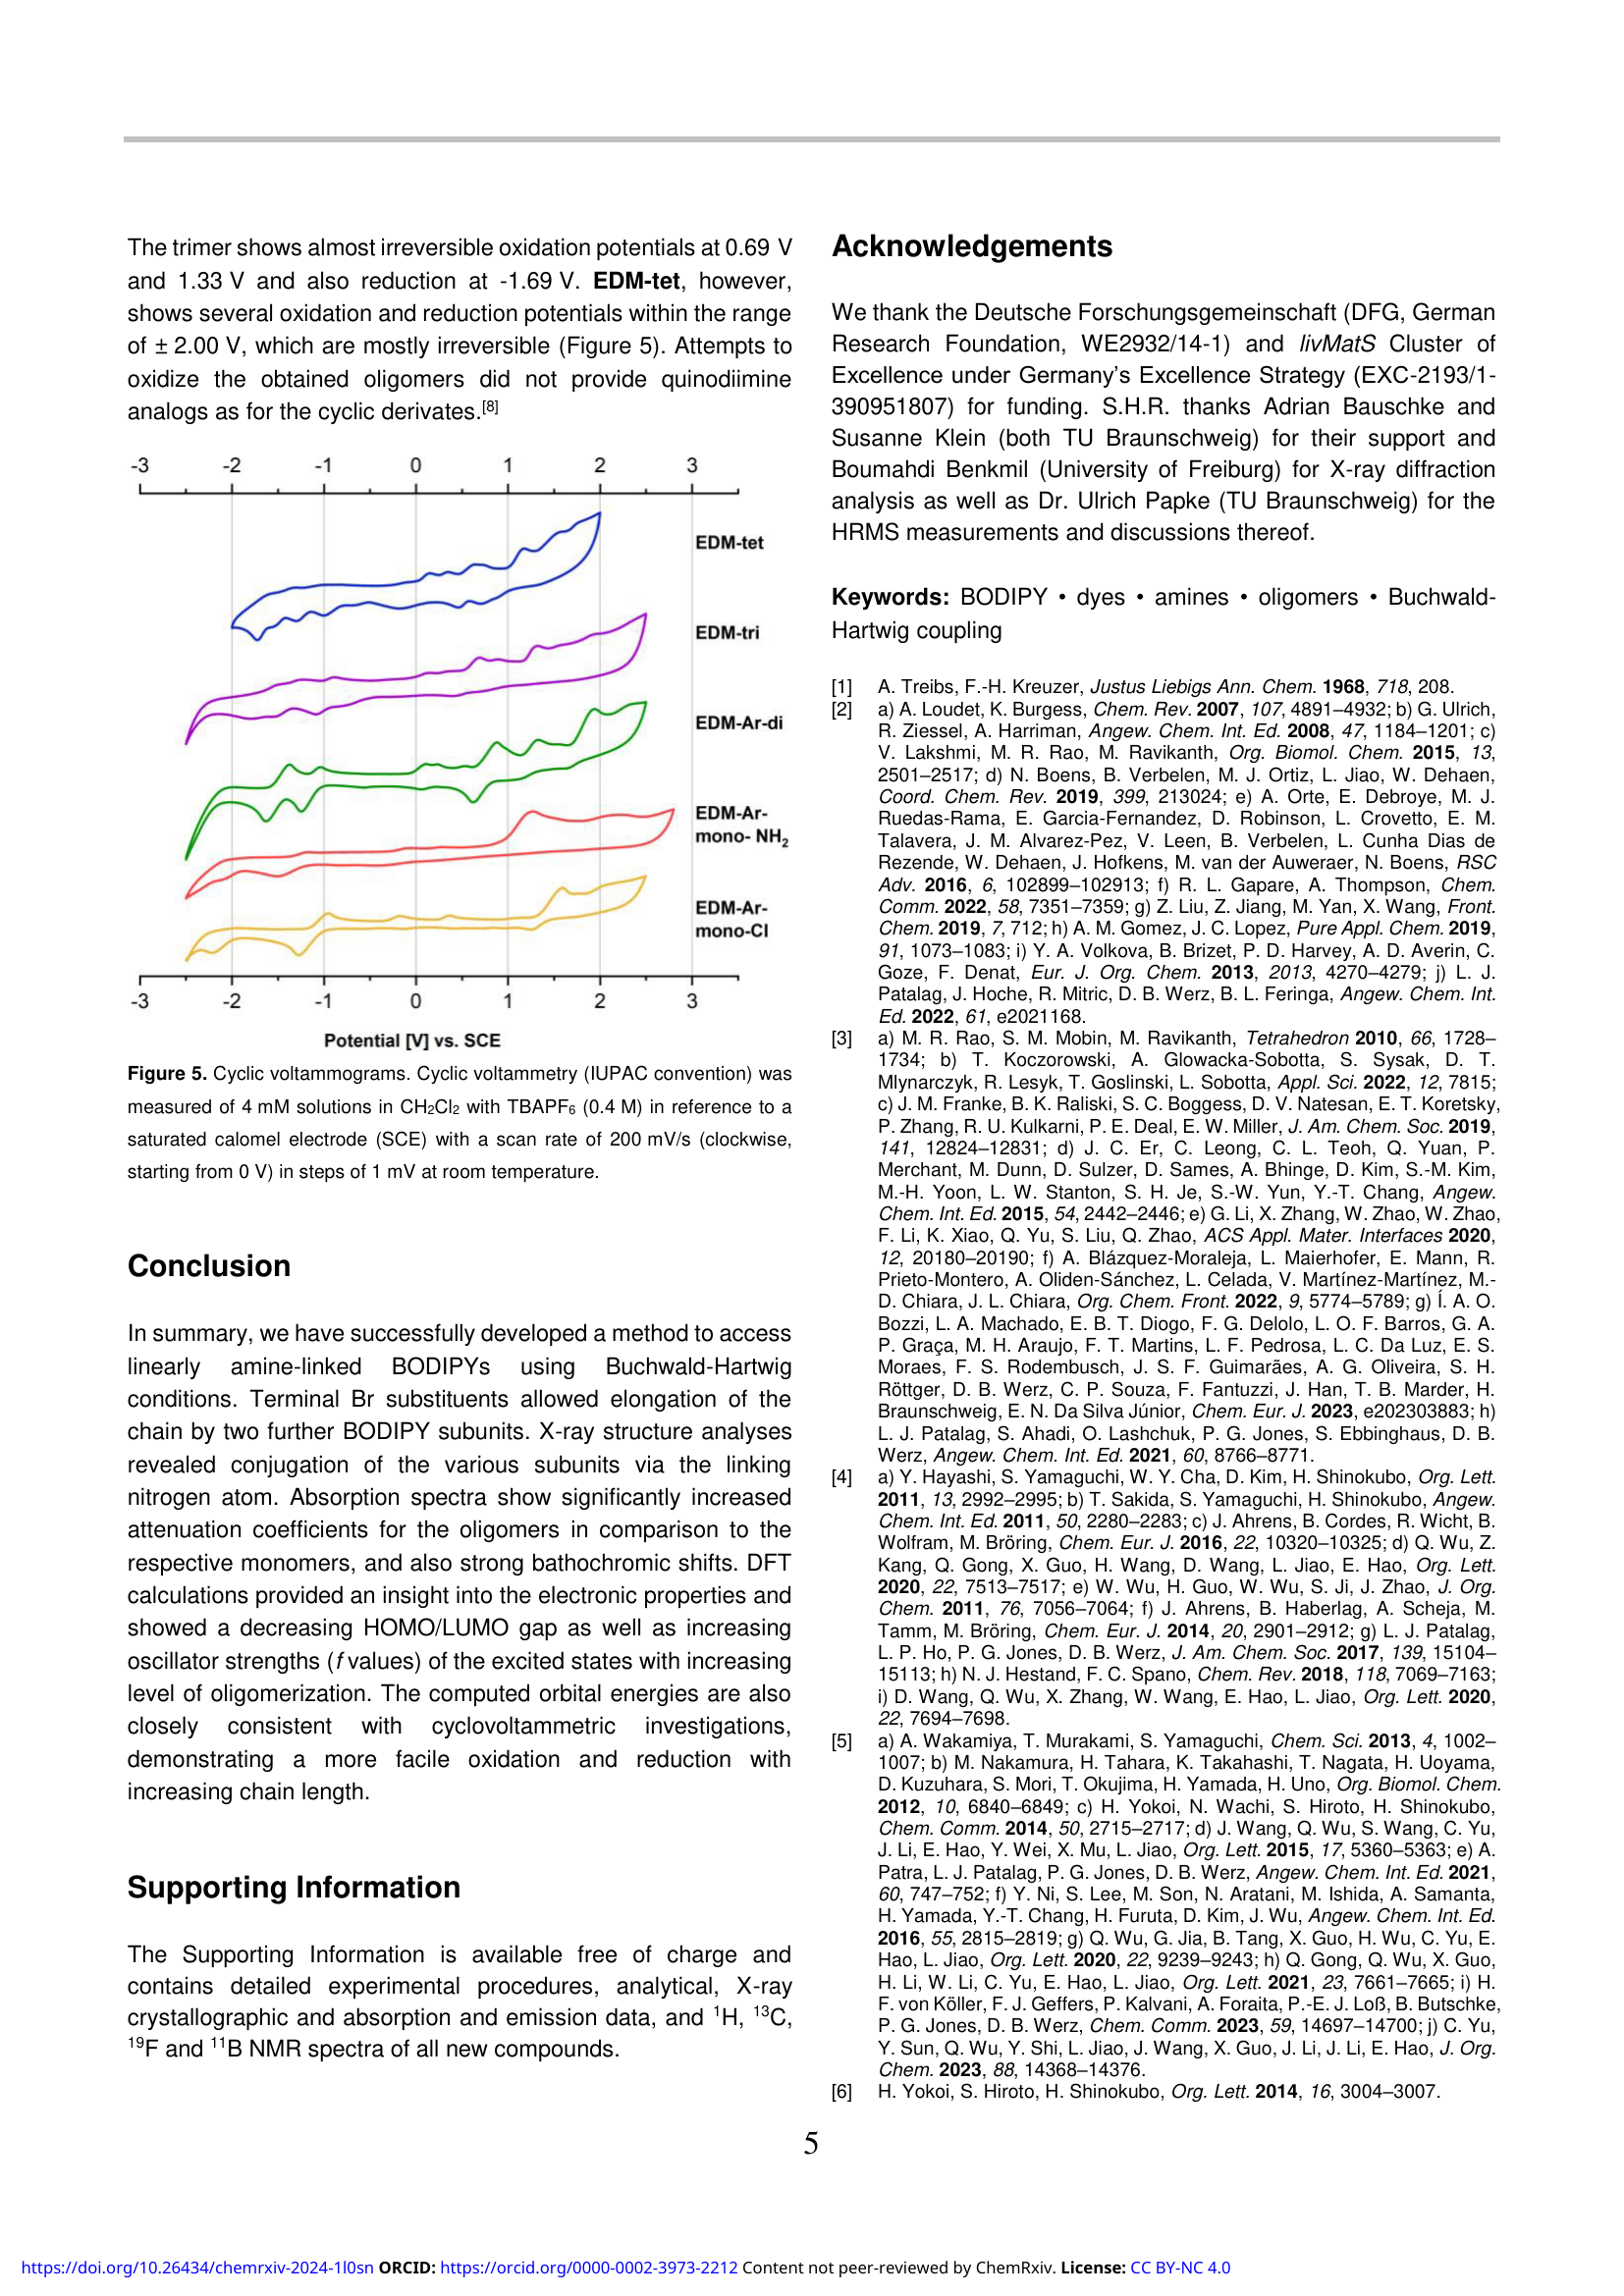 The trimer shows almost irreversible oxidation potentials at 0.69 V
and 1.33 V and also reduction at -1.69 V. EDM-tet, however,
shows several oxidation and reduction potentials within the range
of ± 2.00 V, which are mostly irreversible (Figure 5). Attempts to
oxidize the obtained oligomers did not provide quinodiimine
analogs as for the cyclic derivates.[8]
-3 -2 -1 0 1 2 3
EDM-tet
EDM-tri
EDM-Ar-di
EDM-Ar-
mono- NH2
EDM-Ar-
mono-Cl
-3 -2 -1 0 1 2 3
Potential [V] vs. SCE
Figure 5. Cyclic voltammograms. Cyclic voltammetry (IUPAC convention) was
measured of 4 mM solutions in CH2Cl2 with TBAPF6 (0.4 M) in reference to a
saturated calomel electrode (SCE) with a scan rate of 200 mV/s (clockwise,
starting from 0 V) in steps of 1 mV at room temperature.
Conclusion
In summary, we have successfully developed a method to access
linearly amine-linked BODIPYs using Buchwald-Hartwig
conditions. Terminal Br substituents allowed elongation of the
chain by two further BODIPY subunits. X-ray structure analyses
revealed conjugation of the various subunits via the linking
nitrogen atom. Absorption spectra show significantly increased
attenuation coefficients for the oligomers in comparison to the
respective monomers, and also strong bathochromic shifts. DFT
calculations provided an insight into the electronic properties and
showed a decreasing HOMO/LUMO gap as well as increasing
oscillator strengths (f values) of the excited states with increasing
level of oligomerization. The computed orbital energies are also
closely consistent with cyclovoltammetric investigations,
demonstrating a more facile oxidation and reduction with
increasing chain length.
Supporting Information
The Supporting Information is available free of charge and
contains detailed experimental procedures, analytical, X-ray
crystallographic and absorption and emission data, and 1H, 13C,
19F and 11B NMR spectra of all new compounds.
Acknowledgements
We thank the Deutsche Forschungsgemeinschaft (DFG, German
Research Foundation, WE2932/14-1) and livMatS Cluster of
Excellence under Germany's Excellence Strategy (EXC-2193/1-
390951807) for funding. S.H.R. thanks Adrian Bauschke and
Susanne Klein (both TU Braunschweig) for their support and
Boumahdi Benkmil (University of Freiburg) for X-ray diffraction
analysis as well as Dr. Ulrich Papke (TU Braunschweig) for the
HRMS measurements and discussions thereof.
Keywords: BODIPY • dyes • amines • oligomers • Buchwald-
Hartwig coupling
[1] A. Treibs, F.-H. Kreuzer, Justus Liebigs Ann. Chem. 1968, 718, 208.
[2] a) A. Loudet, K. Burgess, Chem. Rev. 2007, 107, 4891–4932; b) G. Ulrich,
R. Ziessel, A. Harriman, Angew. Chem. Int. Ed. 2008, 47, 1184–1201; c)
V. Lakshmi, M. R. Rao, M. Ravikanth, Org. Biomol. Chem. 2015, 13,
2501–2517; d) N. Boens, B. Verbelen, M. J. Ortiz, L. Jiao, W. Dehaen,
Coord. Chem. Rev. 2019, 399, 213024; e) A. Orte, E. Debroye, M. J.
Ruedas-Rama, E. Garcia-Fernandez, D. Robinson, L. Crovetto, E. M.
Talavera, J. M. Alvarez-Pez, V. Leen, B. Verbelen, L. Cunha Dias de
Rezende, W. Dehaen, J. Hofkens, M. van der Auweraer, N. Boens, RSC
Adv. 2016, 6, 102899–102913; f) R. L. Gapare, A. Thompson, Chem.
Comm. 2022, 58, 7351–7359; g) Z. Liu, Z. Jiang, M. Yan, X. Wang, Front.
Chem. 2019, 7, 712; h) A. M. Gomez, J. C. Lopez, Pure Appl. Chem. 2019,
91, 1073–1083; i) Y. A. Volkova, B. Brizet, P. D. Harvey, A. D. Averin, C.
Goze, F. Denat, Eur. J. Org. Chem. 2013, 2013, 4270–4279; j) L. J.
Patalag, J. Hoche, R. Mitric, D. B. Werz, B. L. Feringa, Angew. Chem. Int.
Ed. 2022, 61, e2021168.
[3] a) M. R. Rao, S. M. Mobin, M. Ravikanth, Tetrahedron 2010, 66, 1728–
1734; b) T. Koczorowski, A. Glowacka-Sobotta, S. Sysak, D. T.
Mlynarczyk, R. Lesyk, T. Goslinski, L. Sobotta, Appl. Sci. 2022, 12, 7815;
c) J. M. Franke, B. K. Raliski, S. C. Boggess, D. V. Natesan, E. T. Koretsky,
P. Zhang, R. U. Kulkarni, P. E. Deal, E. W. Miller, J. Am. Chem. Soc. 2019,
141, 12824–12831; d) J. C. Er, C. Leong, C. L. Teoh, Q. Yuan, P.
Merchant, M. Dunn, D. Sulzer, D. Sames, A. Bhinge, D. Kim, S.-M. Kim,
M.-H. Yoon, L. W. Stanton, S. H. Je, S.-W. Yun, Y.-T. Chang, Angew.
Chem. Int. Ed. 2015, 54, 2442–2446; e) G. Li, X. Zhang, W. Zhao, W. Zhao,
F. Li, K. Xiao, Q. Yu, S. Liu, Q. Zhao, ACS Appl. Mater. Interfaces 2020,
12, 20180–20190; f) A. Blázquez-Moraleja, L. Maierhofer, E. Mann, R.
Prieto-Montero, A. Oliden-Sánchez, L. Celada, V. Martínez-Martínez, M.-
D. Chiara, J. L. Chiara, Org. Chem. Front. 2022, 9, 5774–5789; g) Í. A. O.
Bozzi, L. A. Machado, E. B. T. Diogo, F. G. Delolo, L. O. F. Barros, G. A.
P. Graça, M. H. Araujo, F. T. Martins, L. F. Pedrosa, L. C. Da Luz, E. S.
Moraes, F. S. Rodembusch, J. S. F. Guimarães, A. G. Oliveira, S. H.
Röttger, D. B. Werz, C. P. Souza, F. Fantuzzi, J. Han, T. B. Marder, H.
Braunschweig, E. N. Da Silva Júnior, Chem. Eur. J. 2023, e202303883; h)
L. J. Patalag, S. Ahadi, O. Lashchuk, P. G. Jones, S. Ebbinghaus, D. B.
Werz, Angew. Chem. Int. Ed. 2021, 60, 8766–8771.
[4] a) Y. Hayashi, S. Yamaguchi, W. Y. Cha, D. Kim, H. Shinokubo, Org. Lett.
2011, 13, 2992–2995; b) T. Sakida, S. Yamaguchi, H. Shinokubo, Angew.
Chem. Int. Ed. 2011, 50, 2280–2283; c) J. Ahrens, B. Cordes, R. Wicht, B.
Wolfram, M. Bröring, Chem. Eur. J. 2016, 22, 10320–10325; d) Q. Wu, Z.
Kang, Q. Gong, X. Guo, H. Wang, D. Wang, L. Jiao, E. Hao, Org. Lett.
2020, 22, 7513–7517; e) W. Wu, H. Guo, W. Wu, S. Ji, J. Zhao, J. Org.
Chem. 2011, 76, 7056–7064; f) J. Ahrens, B. Haberlag, A. Scheja, M.
Tamm, M. Bröring, Chem. Eur. J. 2014, 20, 2901–2912; g) L. J. Patalag,
L. P. Ho, P. G. Jones, D. B. Werz, J. Am. Chem. Soc. 2017, 139, 15104–
15113; h) N. J. Hestand, F. C. Spano, Chem. Rev. 2018, 118, 7069–7163;
i) D. Wang, Q. Wu, X. Zhang, W. Wang, E. Hao, L. Jiao, Org. Lett. 2020,
22, 7694–7698.
[5] a) A. Wakamiya, T. Murakami, S. Yamaguchi, Chem. Sci. 2013, 4, 1002–
1007; b) M. Nakamura, H. Tahara, K. Takahashi, T. Nagata, H. Uoyama,
D. Kuzuhara, S. Mori, T. Okujima, H. Yamada, H. Uno, Org. Biomol. Chem.
2012, 10, 6840–6849; c) H. Yokoi, N. Wachi, S. Hiroto, H. Shinokubo,
Chem. Comm. 2014, 50, 2715–2717; d) J. Wang, Q. Wu, S. Wang, C. Yu,
J. Li, E. Hao, Y. Wei, X. Mu, L. Jiao, Org. Lett. 2015, 17, 5360–5363; e) A.
Patra, L. J. Patalag, P. G. Jones, D. B. Werz, Angew. Chem. Int. Ed. 2021,
60, 747–752; f) Y. Ni, S. Lee, M. Son, N. Aratani, M. Ishida, A. Samanta,
H. Yamada, Y.-T. Chang, H. Furuta, D. Kim, J. Wu, Angew. Chem. Int. Ed.
2016, 55, 2815–2819; g) Q. Wu, G. Jia, B. Tang, X. Guo, H. Wu, C. Yu, E.
Hao, L. Jiao, Org. Lett. 2020, 22, 9239–9243; h) Q. Gong, Q. Wu, X. Guo,
H. Li, W. Li, C. Yu, E. Hao, L. Jiao, Org. Lett. 2021, 23, 7661–7665; i) H.
F. von Köller, F. J. Geffers, P. Kalvani, A. Foraita, P.-E. J. Loß, B. Butschke,
P. G. Jones, D. B. Werz, Chem. Comm. 2023, 59, 14697–14700; j) C. Yu,
Y. Sun, Q. Wu, Y. Shi, L. Jiao, J. Wang, X. Guo, J. Li, J. Li, E. Hao, J. Org.
Chem. 2023, 88, 14368–14376.
[6] H. Yokoi, S. Hiroto, H. Shinokubo, Org. Lett. 2014, 16, 3004–3007.
5
https://doi.org/10.26434/chemrxiv-2024-1l0sn ORCID: https://orcid.org/0000-0002-3973-2212 Content not peer-reviewed by ChemRxiv. License: CC BY-NC 4.0